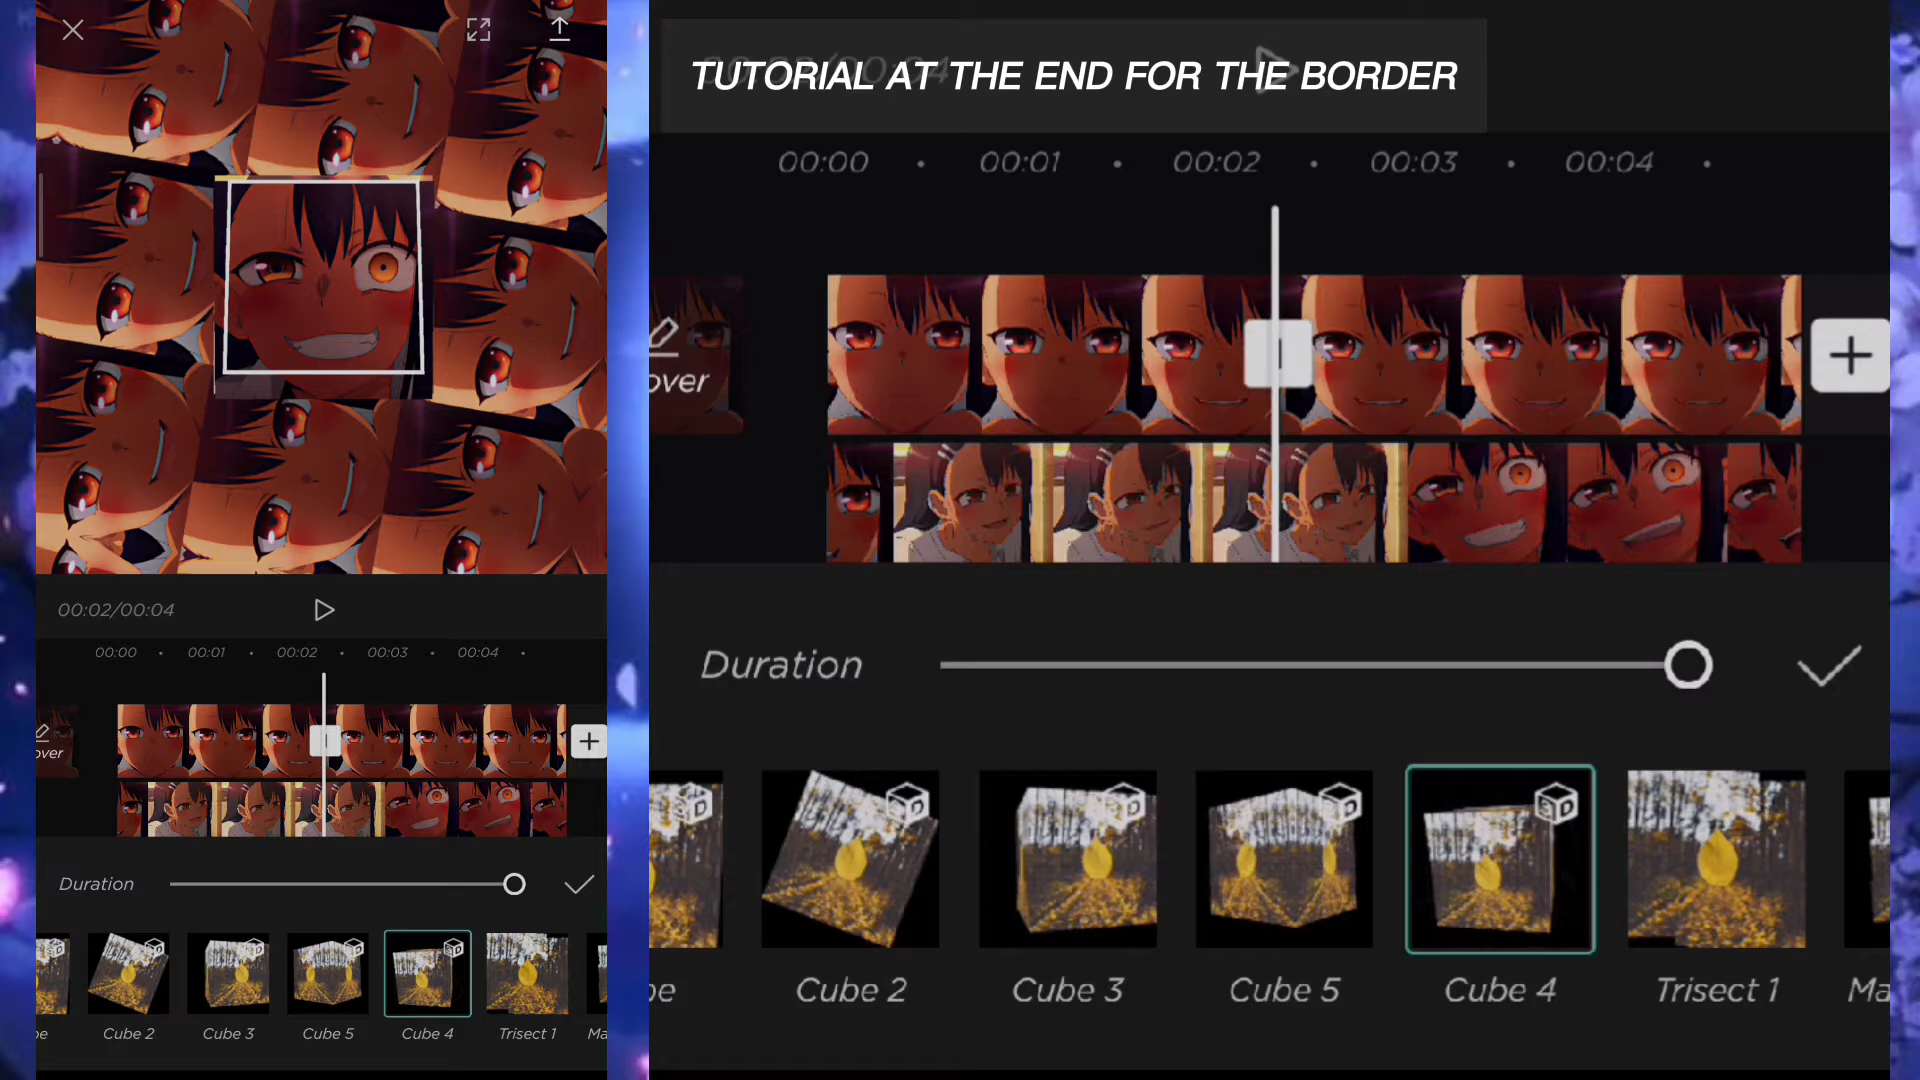 00:02/00:04
00:00
00:01
00:02
00:03
00:04
over
Duration
Cube 2
Cube 3
Cube 5
Cube 4
Trisect 1
TUTORIAL AT THE END FOR THE BORDER
00:00
00:01
00:02
00:03
00:04
over
Duration
Cube 2
Cube 3
Cube 5
Cube 4
Trisect 1